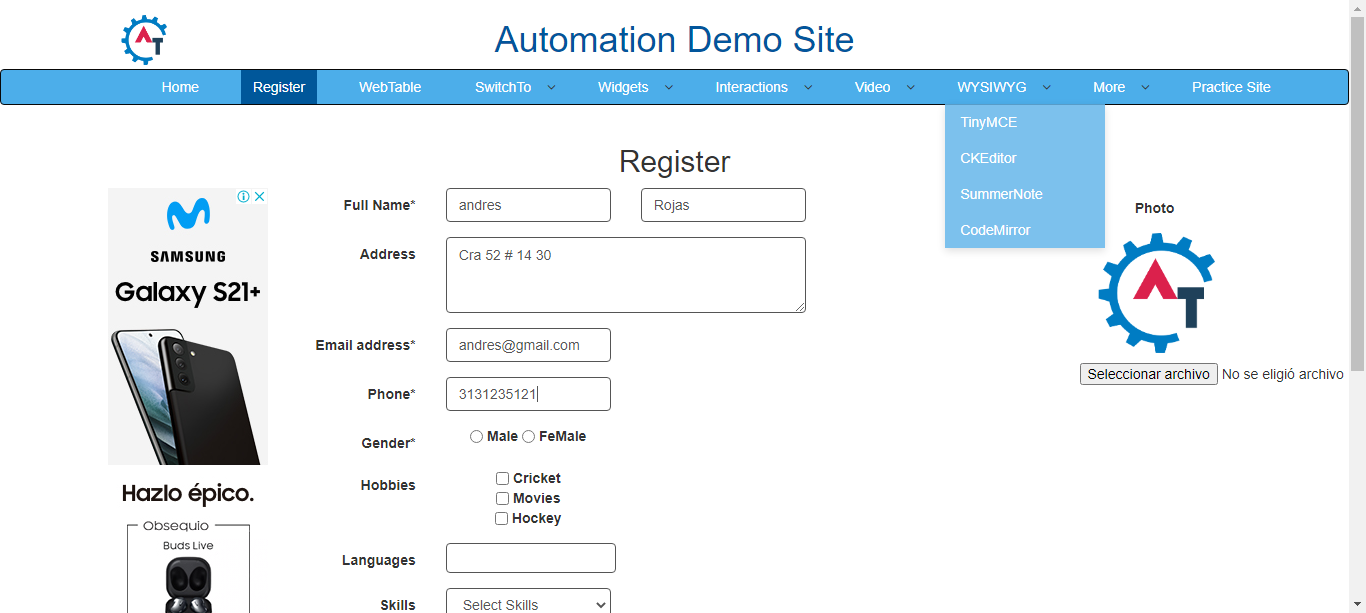 AT
Automation Demo Site
Home Register WebTable SwitchTo Widgets Interactions Video WYSIWYG More Practice Site
TinyMCE
CKEditor
SummerNote
CodeMirror
Register
SAMSUNG
Galaxy S21+
Hazlo épico.
Obsequio
Buds Live
Full Name* andres Rojas
Address Cra 52 # 14 30
Email address* andres@gmail.com
Phone* 3131235121
Gender* Male FeMale
Hobbies Cricket
Movies
Hockey
Languages
Skills Select Skills
Photo
AT
Seleccionar archivo No se eligió archivo